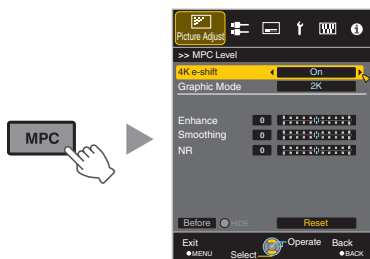 MPC
Picture Adjust
>> MPC Level
4K e-shift On
Graphic Mode 2K
Enhance 0
Smoothing 0
NR 0
Before HIDE Reset
Exit Operate Back
MENU Select BACK